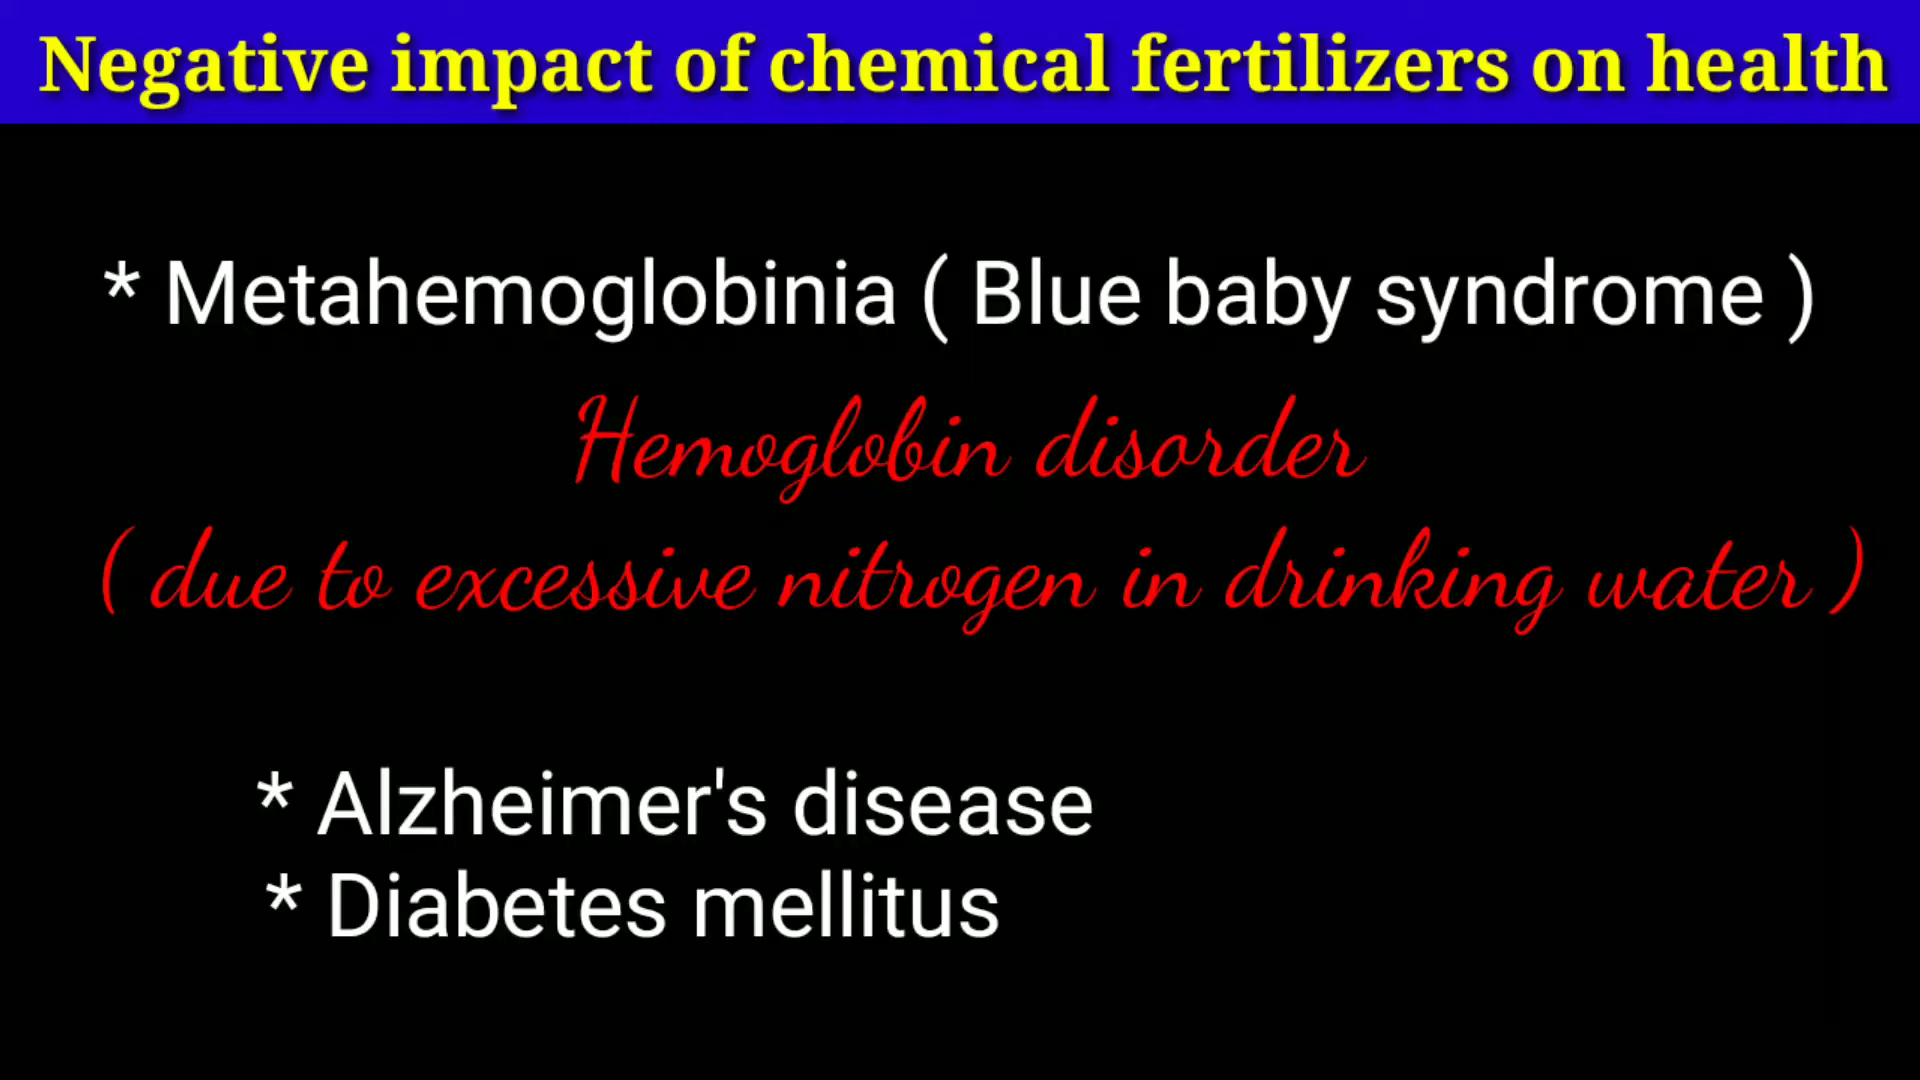 Negative impact of chemical fertilizers on health
* Metahemoglobinia ( Blue baby syndrome )
Hemoglobin disorder
( due to excessive nitrogen in drinking water )
* Alzheimer's disease
* Diabetes mellitus